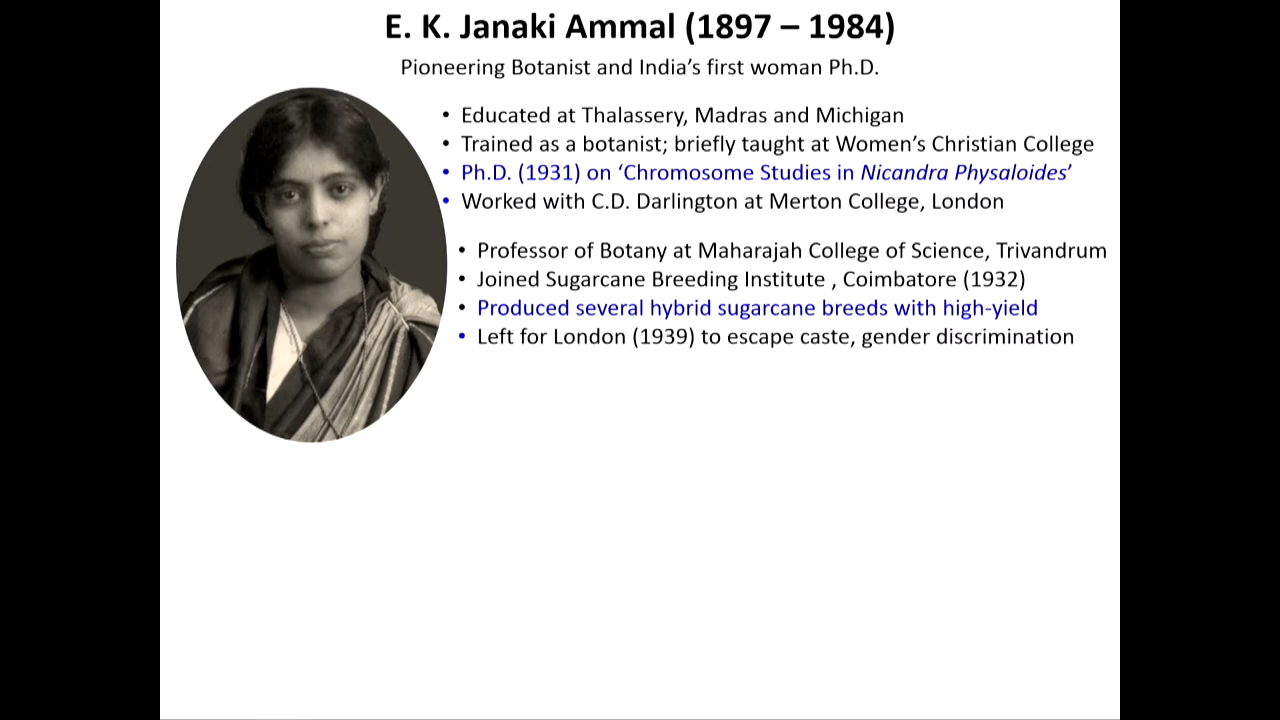 E. K. Janaki Ammal (1897 – 1984)
Pioneering Botanist and India’s first woman Ph.D.
• Educated at Thalassery, Madras and Michigan
• Trained as a botanist; briefly taught at Women’s Christian College
• Ph.D. (1931) on ‘Chromosome Studies in Nicandra Physaloides’
• Worked with C.D. Darlington at Merton College, London
• Professor of Botany at Maharajah College of Science, Trivandrum
• Joined Sugarcane Breeding Institute , Coimbatore (1932)
• Produced several hybrid sugarcane breeds with high-yield
• Left for London (1939) to escape caste, gender discrimination